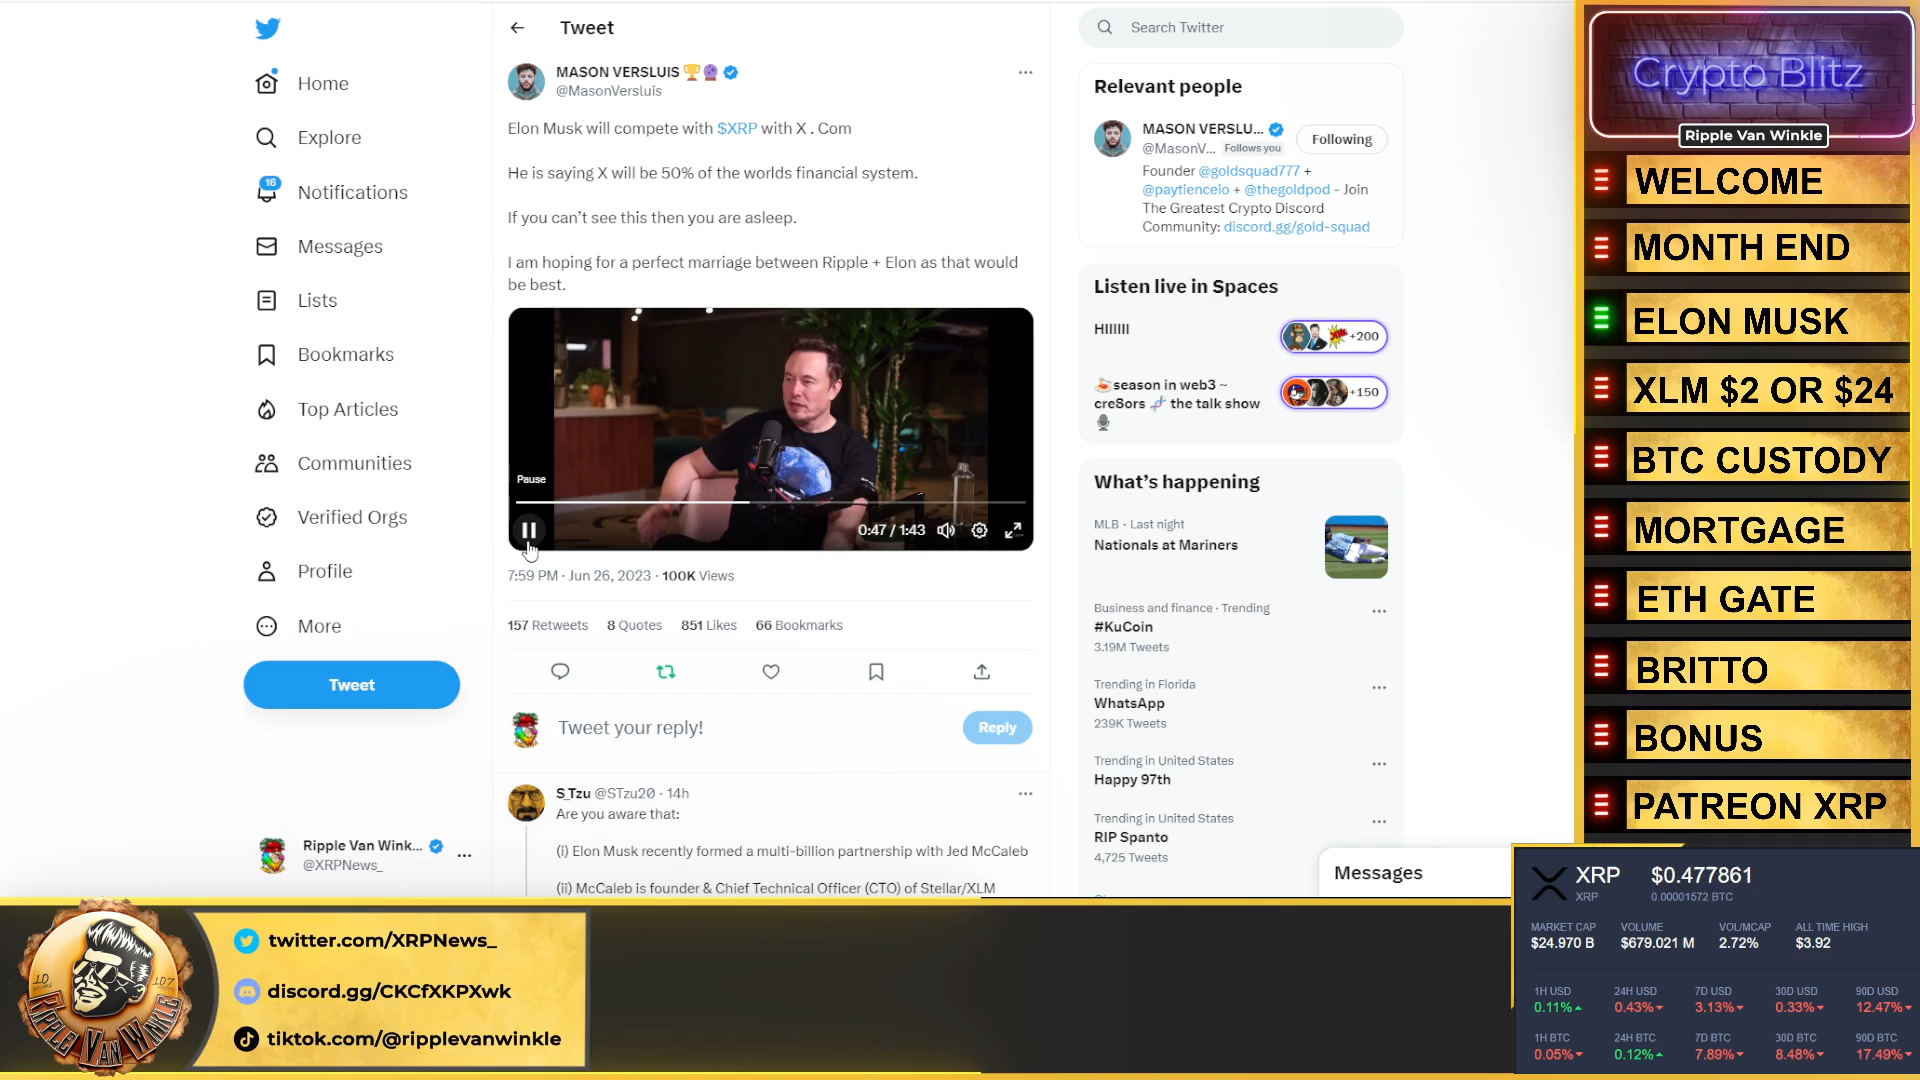 Home
Explore
16
Notifications
Messages
Lists
Bookmarks
Top Articles
Communities
Verified Orgs
Profile
More
Tweet
Ripple Van Wink...
@XRPNews_
Tweet
MASON VERSLUIS
@MasonVersluis
Elon Musk will compete with $XRP with X . Com
He is saying X will be 50% of the worlds financial system.
If you can't see this then you are asleep.
I am hoping for a perfect marriage between Ripple + Elon as that would
be best.
Pause
0:47 / 1:43
7:59 PM · Jun 26, 2023 · 100K Views
157 Retweets 8 Quotes 851 Likes 66 Bookmarks
Tweet your reply!
Reply
S_Tzu @STzu20 · 14h
Are you aware that:
(i) Elon Musk recently formed a multi-billion partnership with Jed McCaleb
(ii) McCaleb is founder & Chief Technical Officer (CTO) of Stellar/XLM
Search Twitter
Relevant people
MASON VERSLU...
@MasonV... Follows you
Following
Founder @goldsquad777 +
@paytienceio + @thegoldpod - Join
The Greatest Crypto Discord
Community: discord.gg/gold-squad
Listen live in Spaces
HIIIIII
+200
season in web3 ~
cre8ors the talk show
+150
What's happening
MLB · Last night
Nationals at Mariners
Business and finance · Trending
#KuCoin
3.19M Tweets
Trending in Florida
WhatsApp
239K Tweets
Trending in United States
Happy 97th
Trending in United States
RIP Spanto
4,725 Tweets
Messages
Crypto Blitz
Ripple Van Winkle
WELCOME
MONTH END
ELON MUSK
XLM $2 OR $24
BTC CUSTODY
MORTGAGE
ETH GATE
BRITTO
BONUS
PATREON XRP
XRP $0.477861
XRP 0.00001572 BTC
MARKET CAP VOLUME VOL/MCAP ALL TIME HIGH
$24.970 B $679.021 M 2.72% $3.92
1H USD 24H USD 7D USD 30D USD 90D USD
0.11% 0.43% 3.13% 0.33% 12.47%
1H BTC 24H BTC 7D BTC 30D BTC 90D BTC
0.05% 0.12% 7.89% 8.48% 17.49%
10 107
RIPPLE VAN WINKLE
twitter.com/XRPNews_
discord.gg/CKCfXKPXwk
tiktok.com/@ripplevanwinkle